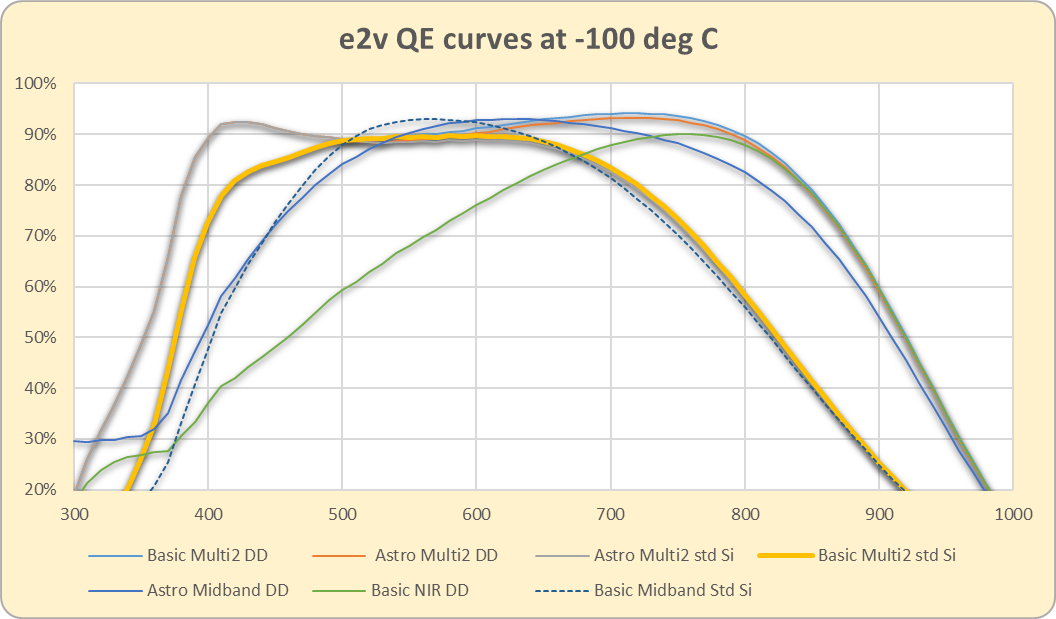 e2v QE curves at -100 deg C
100%
90%
80%
70%
60%
50%
40%
30%
20%
300 400 500 600 700 800 900 1000
Basic Multi2 DD Astro Multi2 DD Astro Multi2 std Si Basic Multi2 std Si
Astro Midband DD Basic NIR DD Basic Midband Std Si